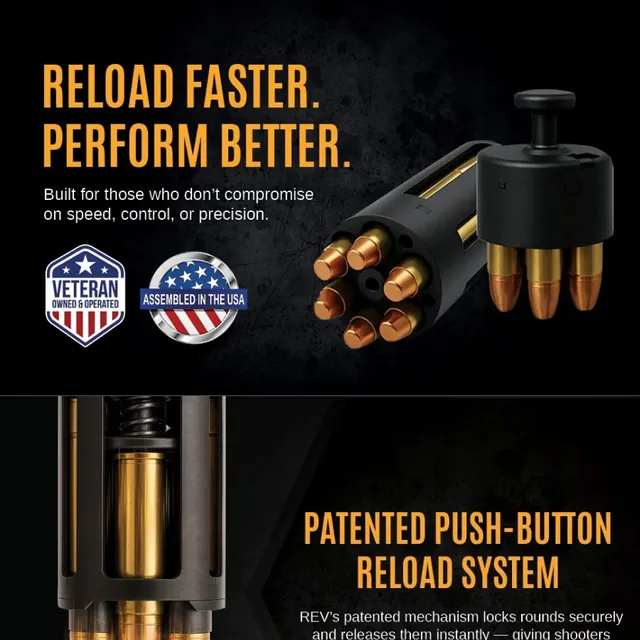 RELOAD FASTER.
PERFORM BETTER.
Built for those who don't compromise
on speed, control, or precision.
VETERAN
OWNED & OPERATED
ASSEMBLED IN THE USA
PATENTED PUSH-BUTTON
RELOAD SYSTEM
REV's patented mechanism locks rounds securely
and releases them instantly — giving shooters